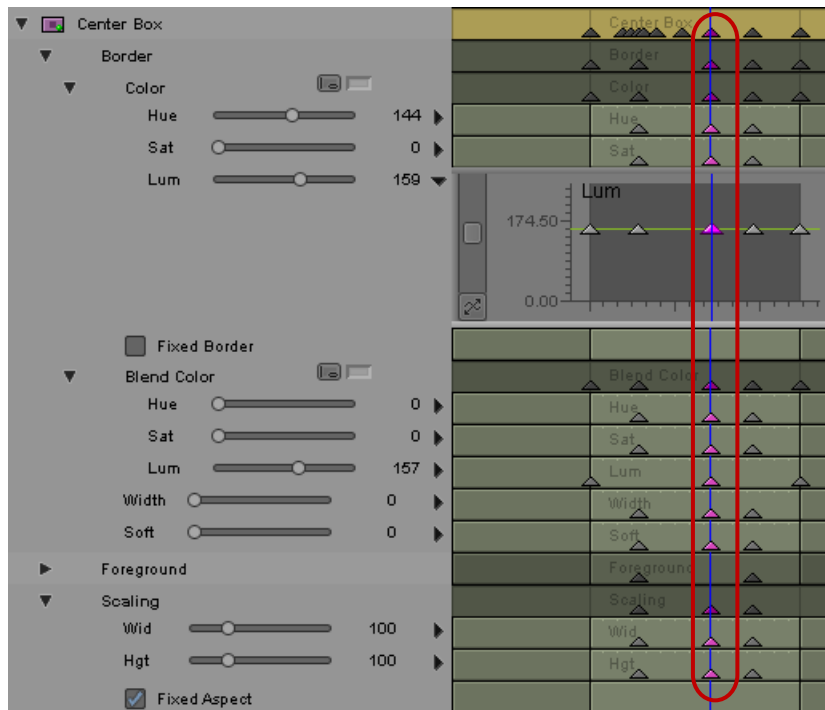 Center Box Center Box
Border Border
Color Color
Hue 144 Hue
Sat 0 Sat
Lum 159 Lum
174.50
0.00
Fixed Border
Blend Color Blend Color
Hue 0 Hue
Sat 0 Sat
Lum 157 Lum
Width 0 Width
Soft 0 Soft
Foreground Foreground
Scaling Scaling
Wid 100 Wid
Hgt 100 Hgt
Fixed Aspect